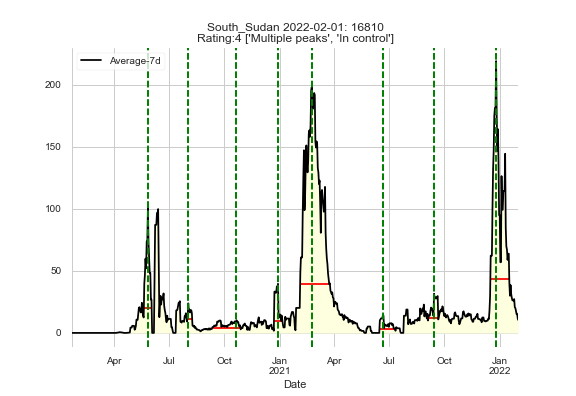 South_Sudan 2022-02-01: 16810
Rating:4 ['Multiple peaks', 'In control']
Average-7d
200
150
100
50
0
Apr Jul Oct Jan Apr Jul Oct Jan
2021 2022
Date